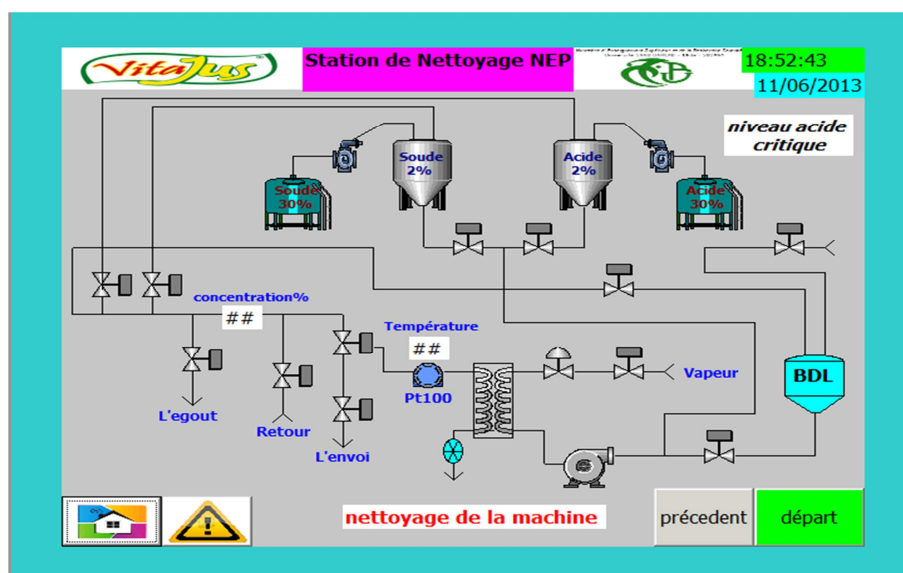 VitaJus
Station de Nettoyage NEP
18:52:43
11/06/2013
niveau acide
critique
Soude
2%
Acide
2%
Soude
30%
Acide
30%
concentration%
##
Température
##
Pt100
Vapeur
BDL
L'egout
Retour
L'envoi
nettoyage de la machine
précedent
départ